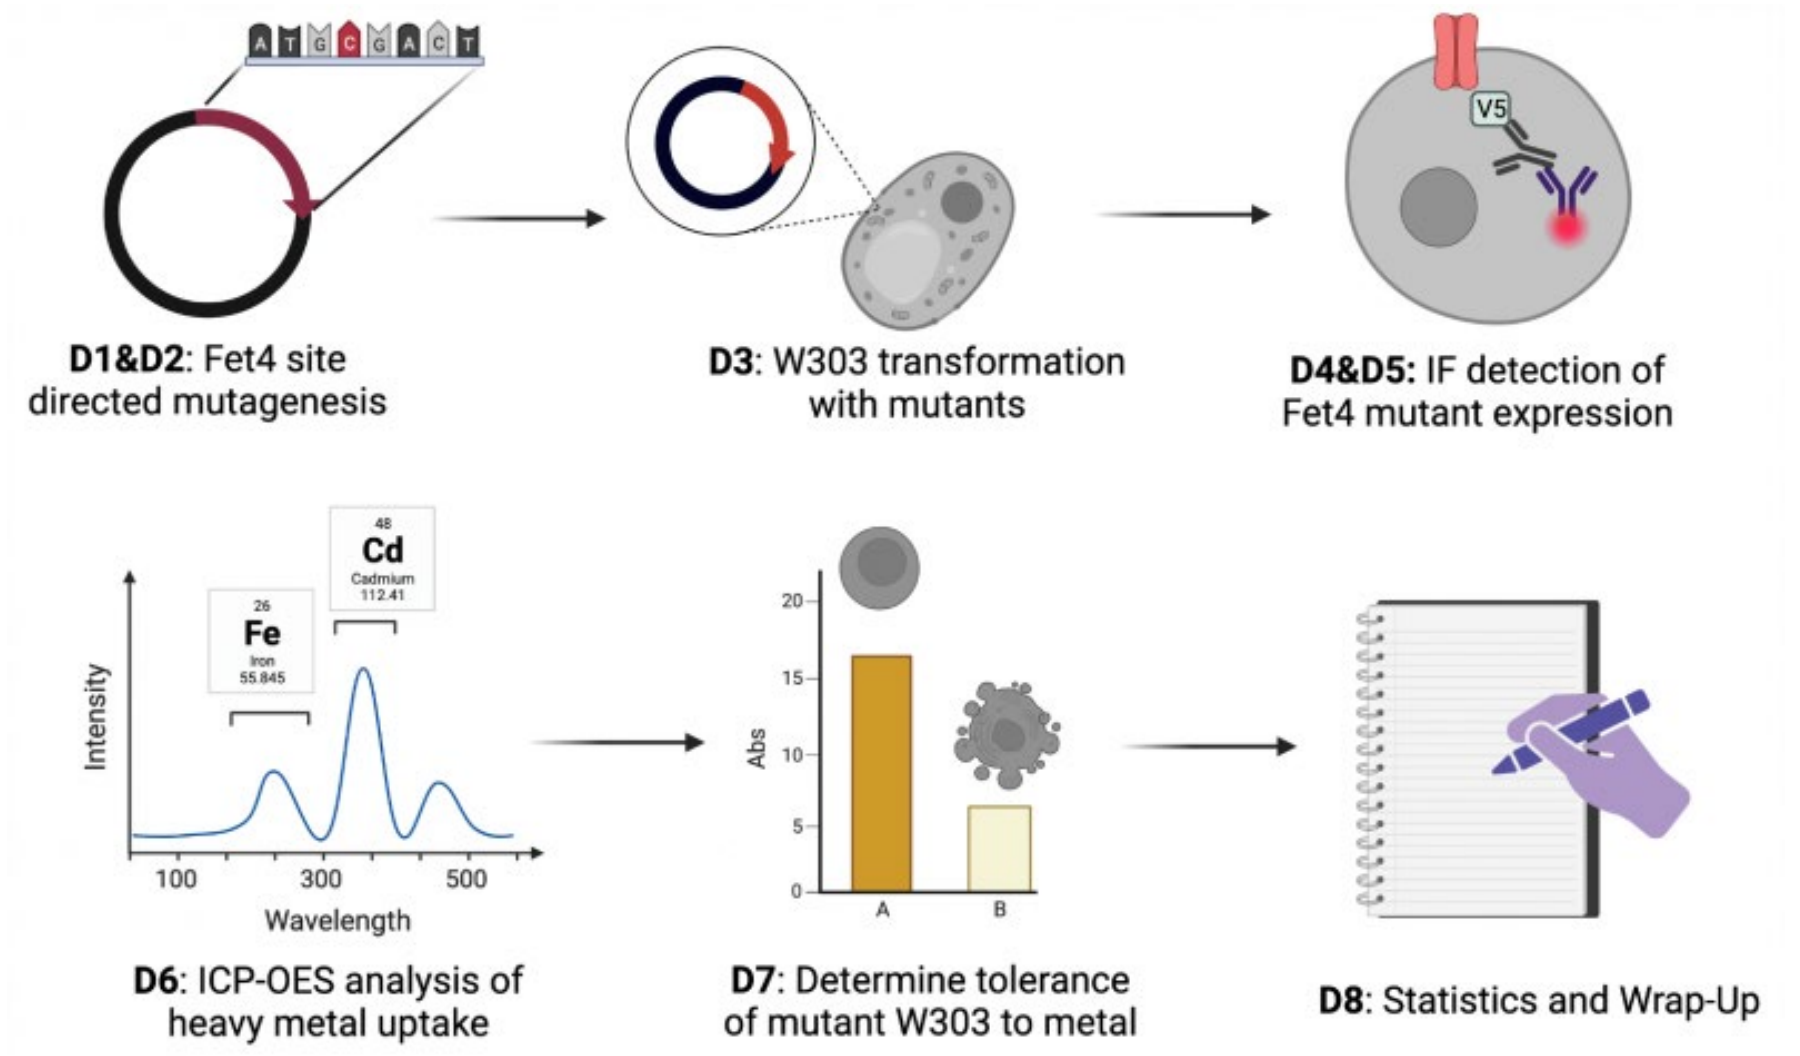 A T G C G A C T
V5
D1&D2: Fet4 site
directed mutagenesis
D3: W303 transformation
with mutants
D4&D5: IF detection of
Fet4 mutant expression
48
Cd
Cadmium
112.41
26
Fe
Iron
55.845
Intensity
100 300 500
Wavelength
20
15
10
5
0
Abs
A B
D6: ICP-OES analysis of
heavy metal uptake
D7: Determine tolerance
of mutant W303 to metal
D8: Statistics and Wrap-Up